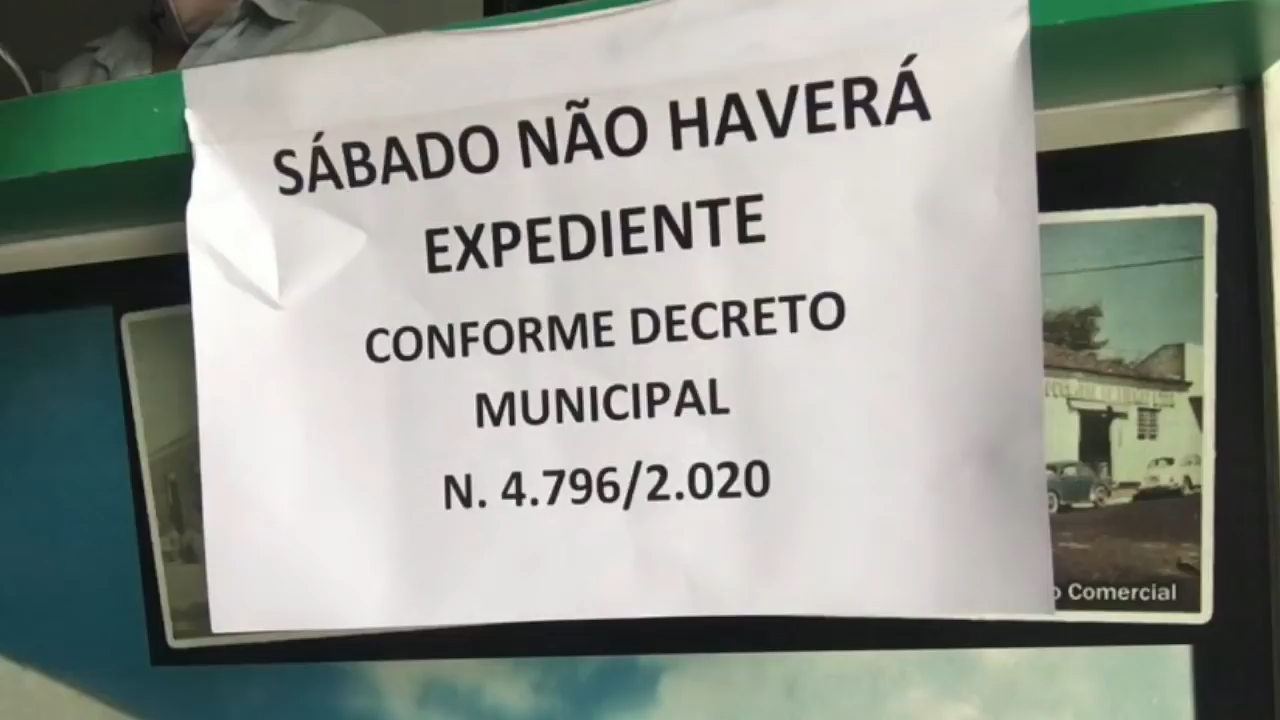 SÁBADO NÃO HAVERÁ
EXPEDIENTE
CONFORME DECRETO
MUNICIPAL
N. 4.796/2.020
Comercial